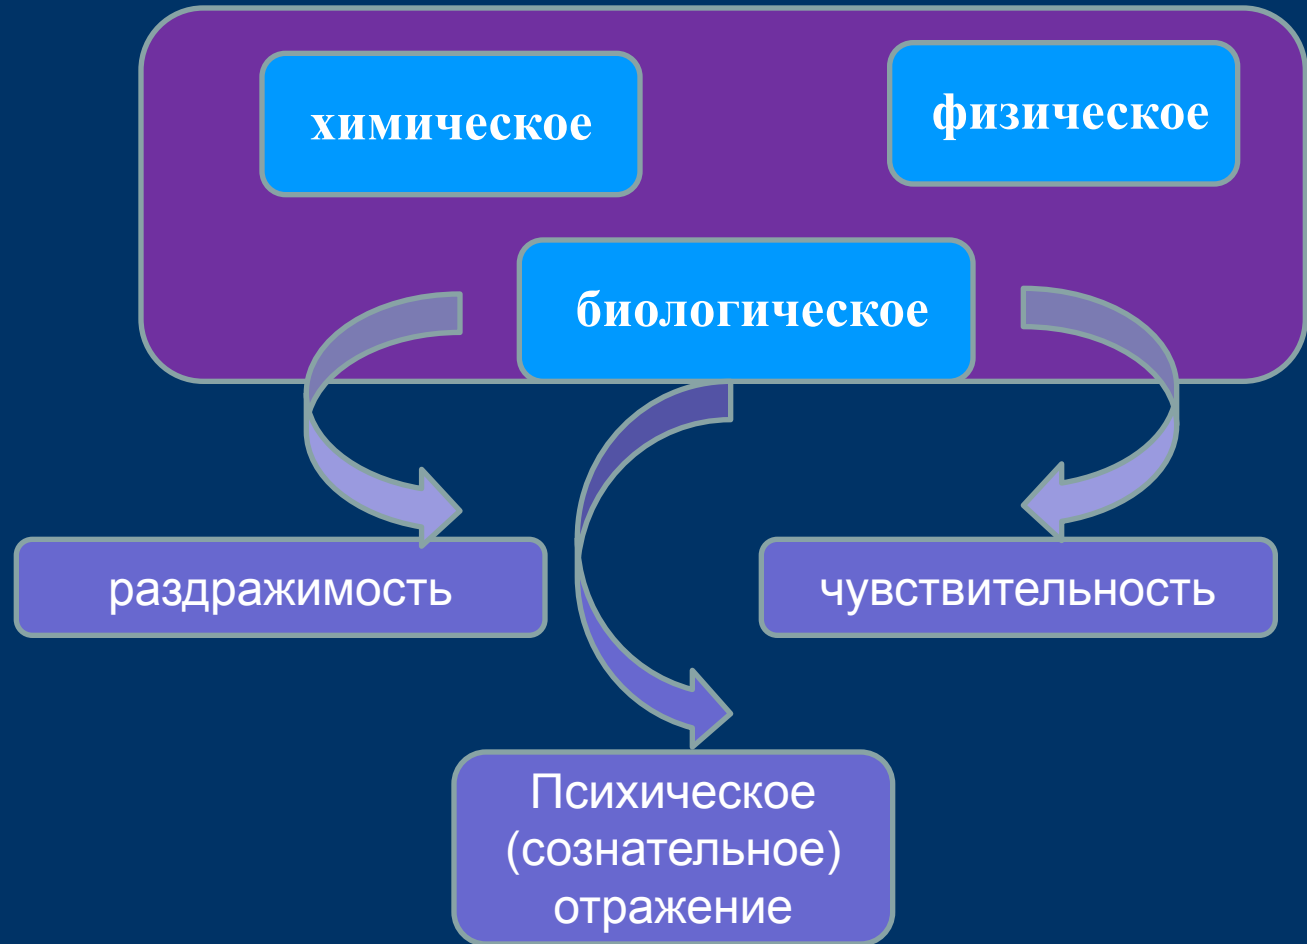 химическое
физическое
биологическое
раздражимость
чувствительность
Психическое
(сознательное)
отражение